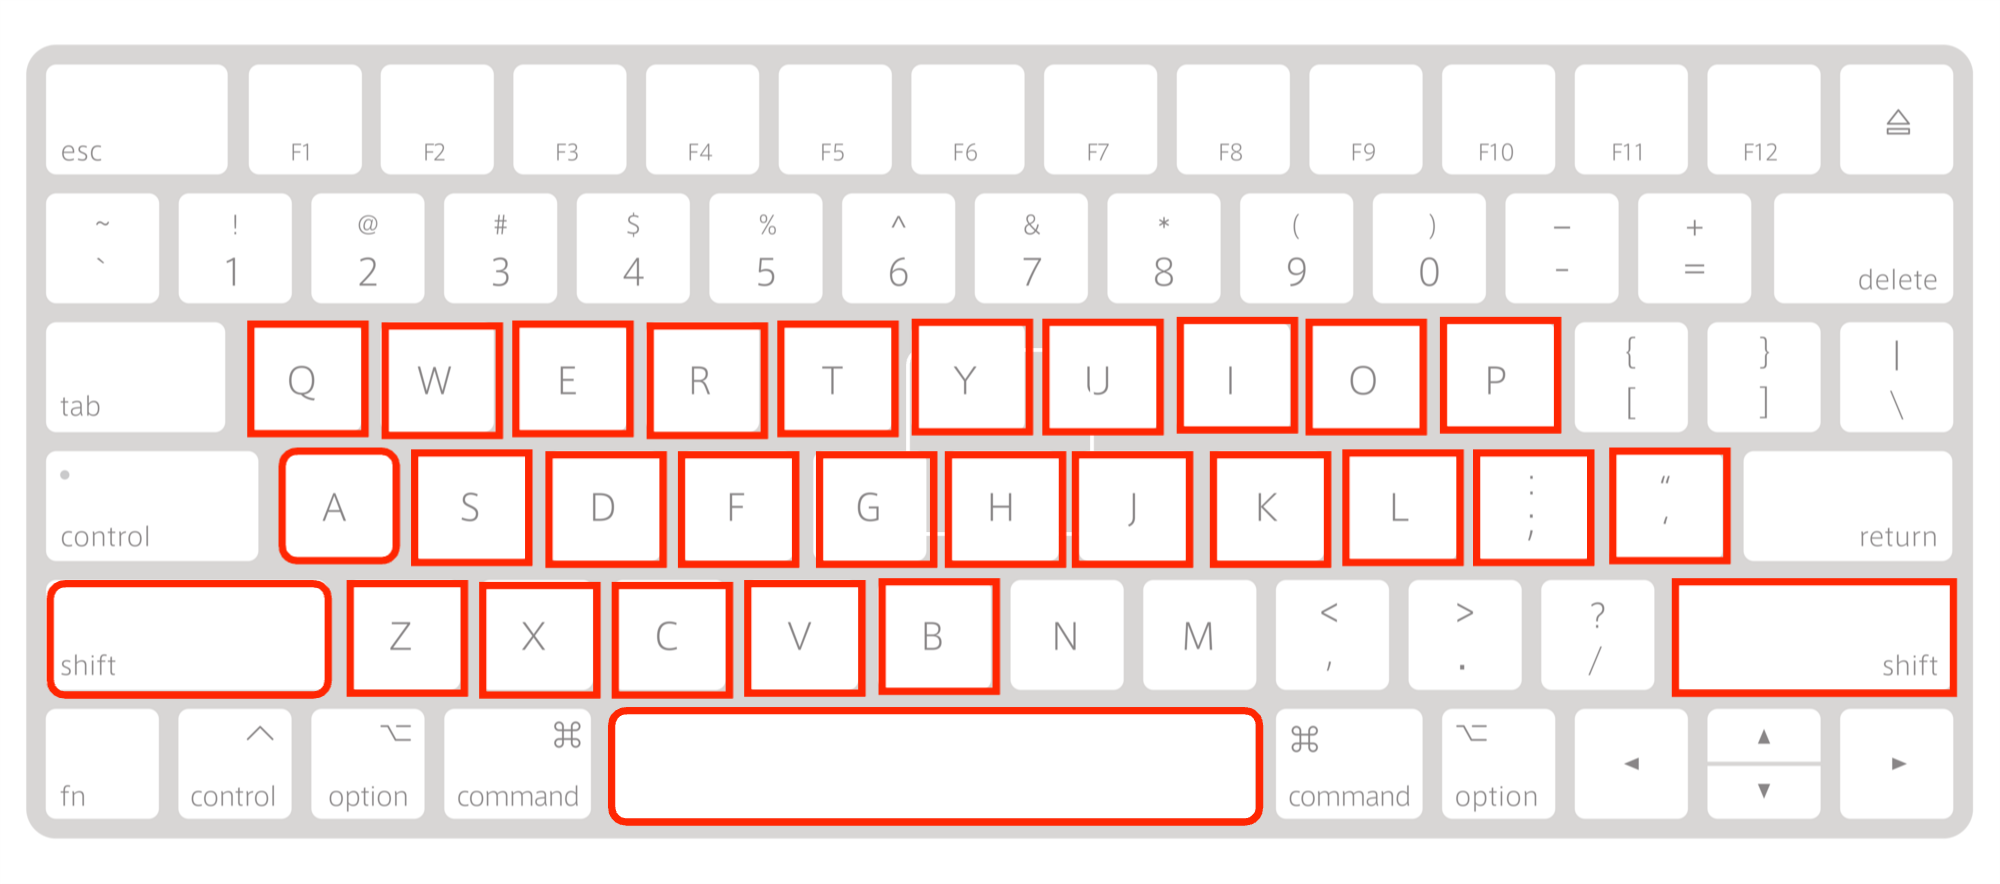 esc F1 F2 F3 F4 F5 F6 F7 F8 F9 F10 F11 F12 ⏏
~ ! @ # $ % ^ & * ( ) – +
` 1 2 3 4 5 6 7 8 9 0 - = delete
tab Q W E R T Y U I O P { } |
[ ] \
control A S D F G H J K L : “
; ‘ return
shift Z X C V B N M < > ? shift
, . /
^ ⌥ ⌘ ⌘ ⌥ ◀ ▲ ▶
fn control option command command option ▼